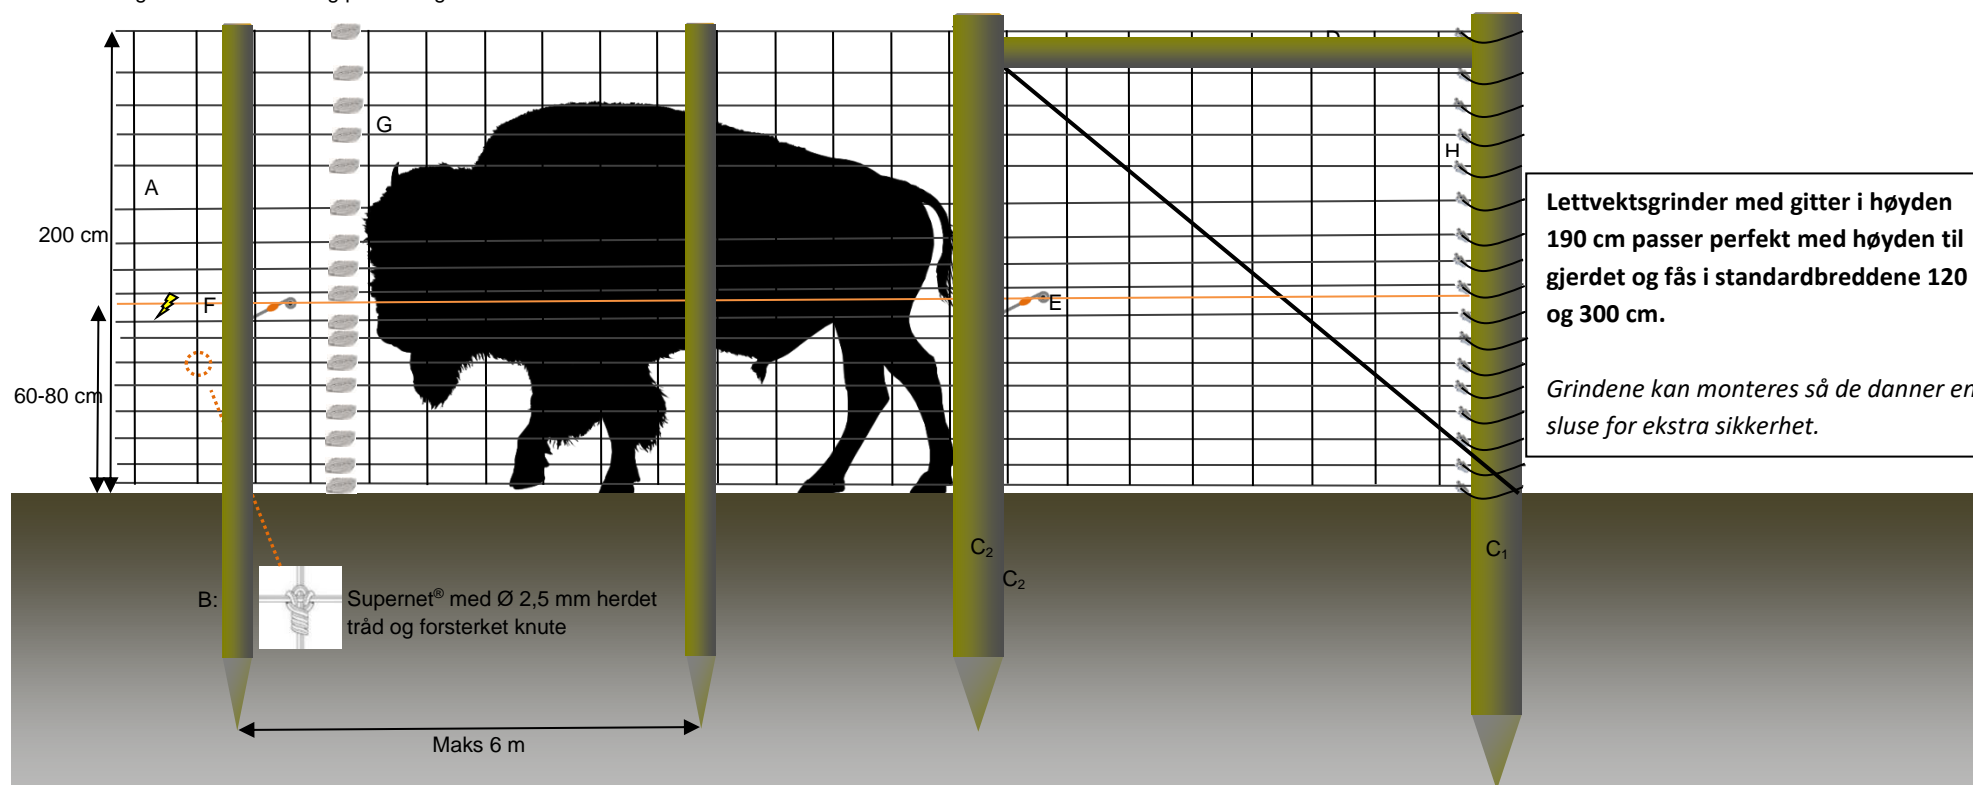 A
G
H
200 cm
F
E
60-80 cm
Lettvektsgrinder med gitter i høyden
190 cm passer perfekt med høyden til
gjerdet og fås i standardbreddene 120
og 300 cm.
Grindene kan monteres så de danner en
sluse for ekstra sikkerhet.
C₂
C₁
C₂
B:
Supernet® med Ø 2,5 mm herdet
tråd og forsterket knute
Maks 6 m